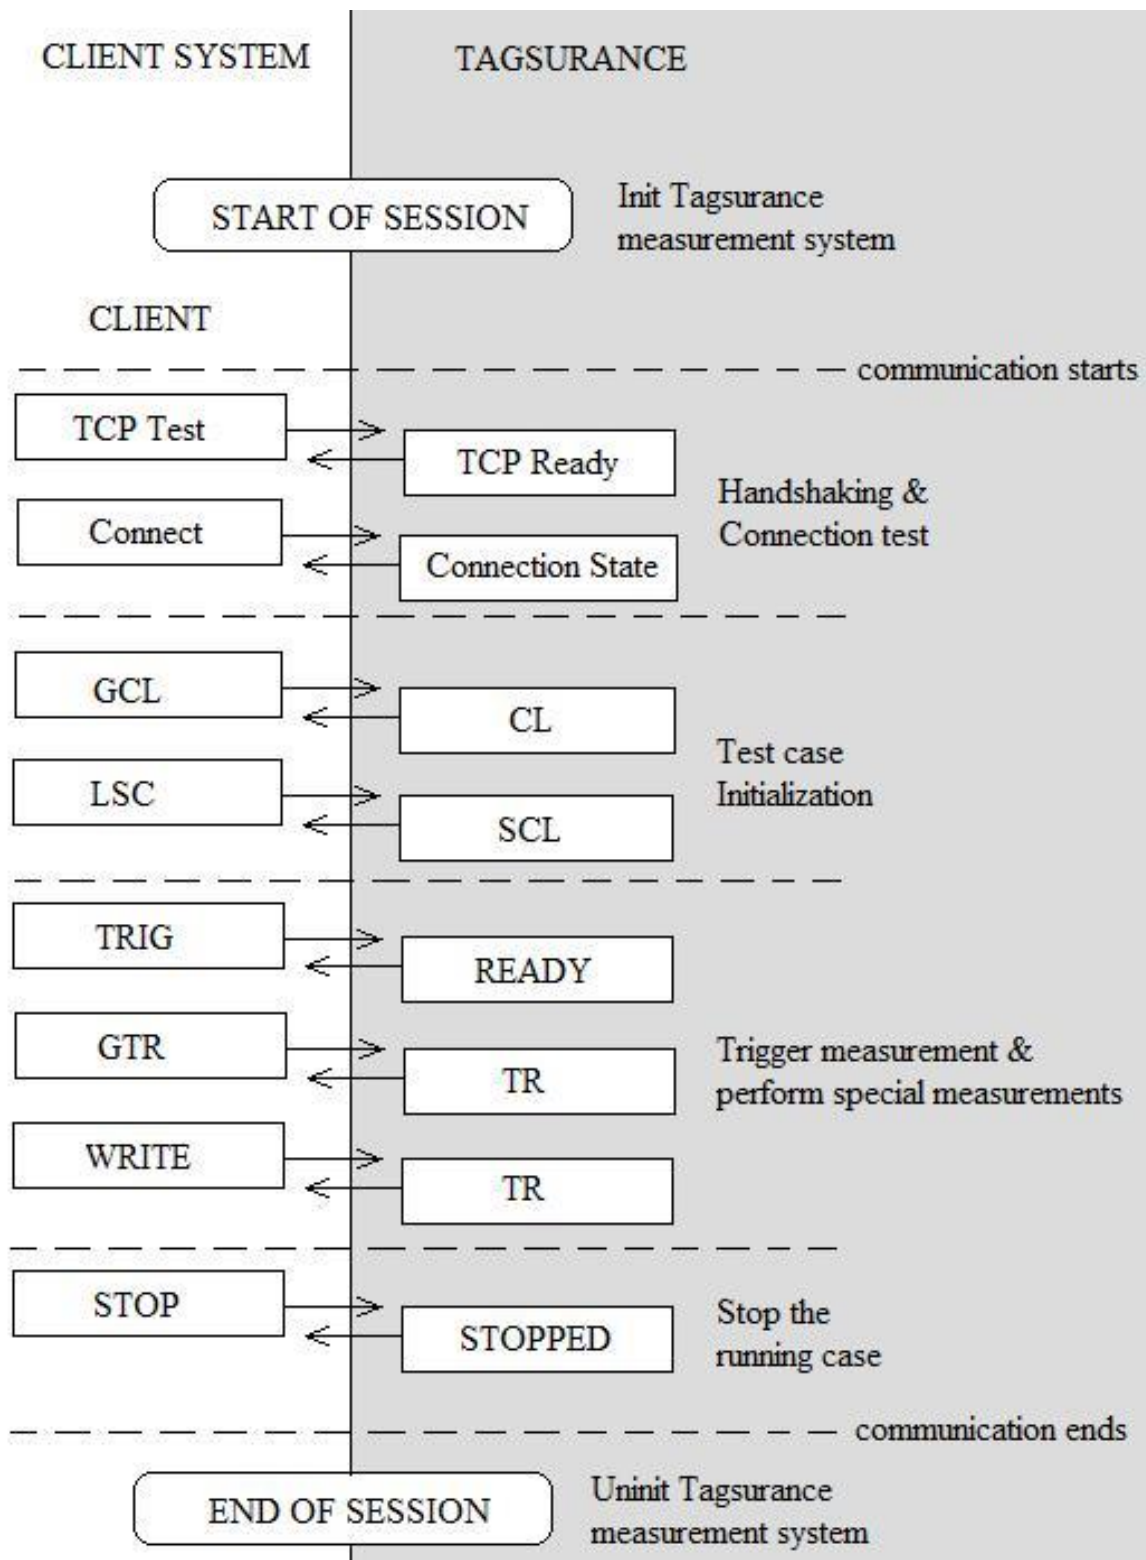 CLIENT SYSTEM
TAGSURANCE
START OF SESSION
Init Tagsurance
measurement system
CLIENT
communication starts
TCP Test
TCP Ready
Handshaking &
Connection test
Connect
Connection State
GCL
CL
Test case
Initialization
LSC
SCL
TRIG
READY
GTR
TR
Trigger measurement &
perform special measurements
WRITE
TR
STOP
STOPPED
Stop the
running case
communication ends
END OF SESSION
Uninit Tagsurance
measurement system